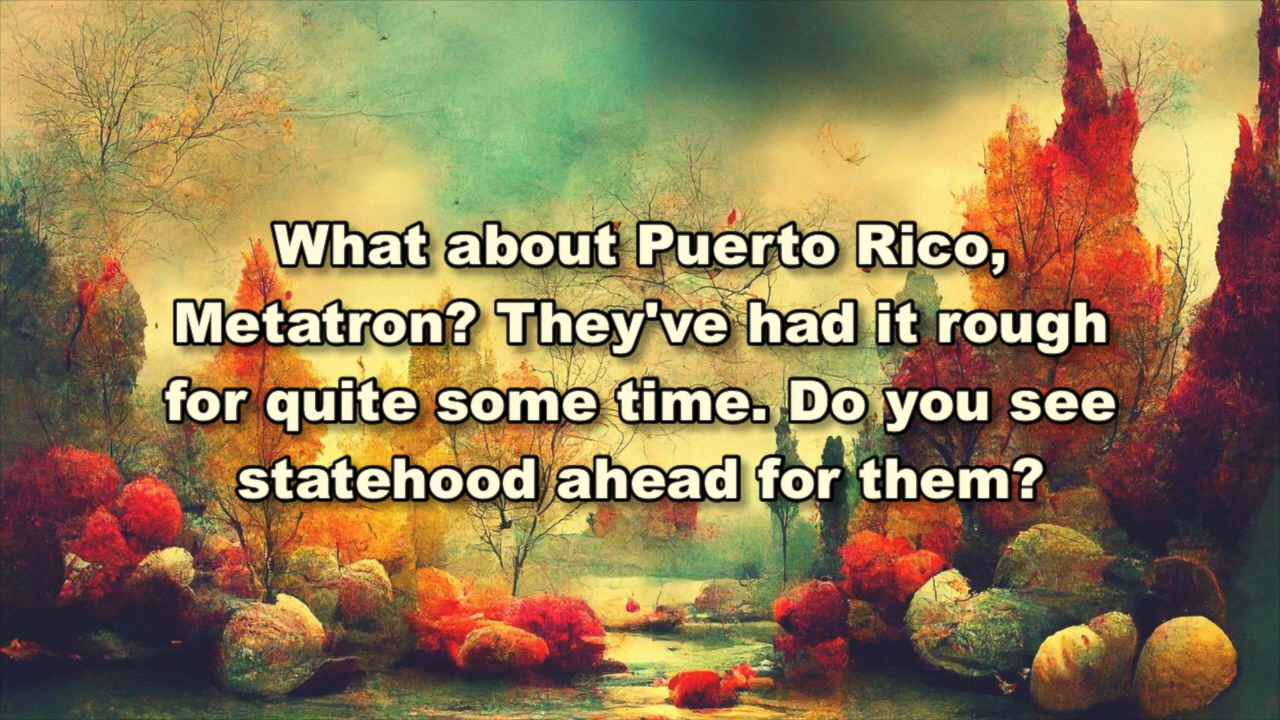 What about Puerto Rico,
Metatron? They've had it rough
for quite some time. Do you see
statehood ahead for them?